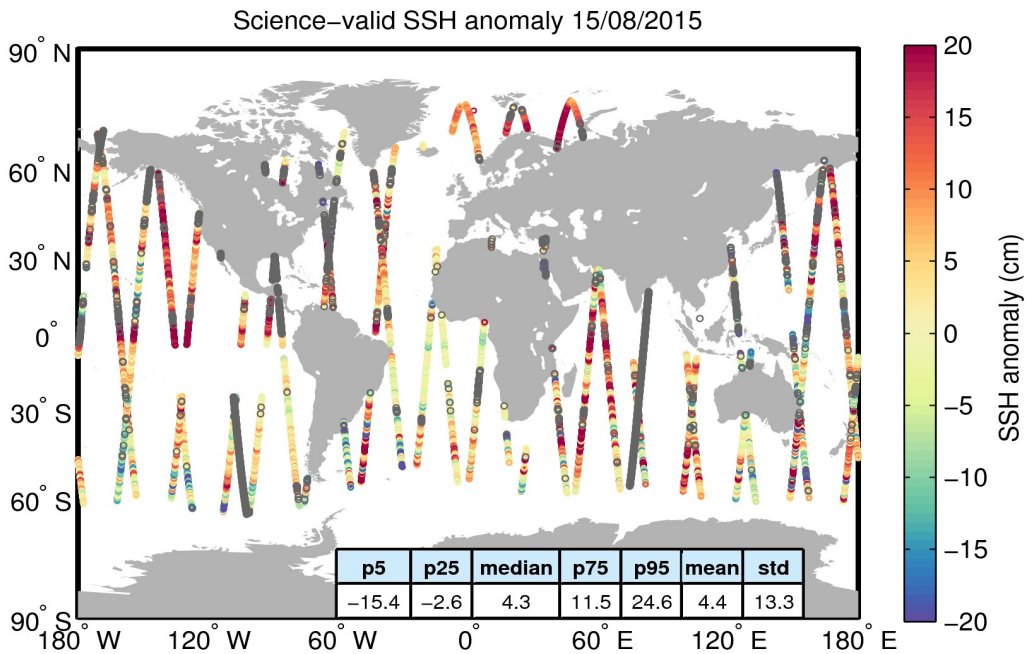 Science−valid SSH anomaly 15/08/2015
90° N
60° N
30° N
0°
30° S
60° S
90° S
180° W
120° W
60° W
0°
60° E
120° E
180° E
p5 p25 median p75 p95 mean std
−15.4 −2.6 4.3 11.5 24.6 4.4 13.3
20
15
10
5
0
−5
−10
−15
−20
SSH anomaly (cm)